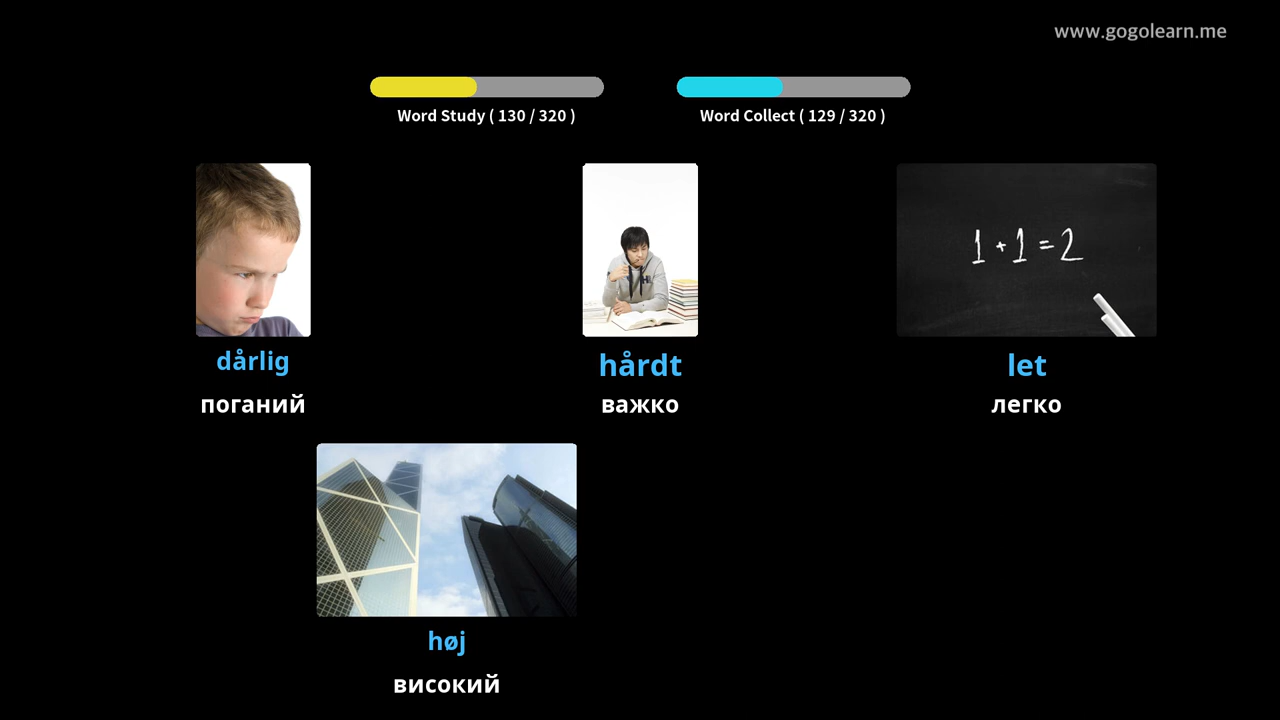 www.gogolearn.me
Word Study ( 130 / 320 )
Word Collect ( 129 / 320 )
1 + 1 = 2
dårlig
hårdt
let
поганий
важко
легко
høj
високий